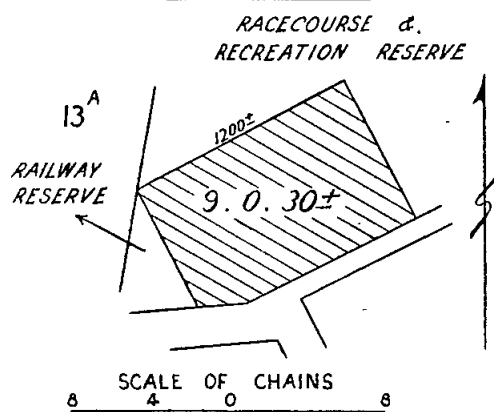 RACECOURSE &
RECREATION RESERVE
13A
1200±
RAILWAY
RESERVE
9. 0. 30±
SCALE OF CHAINS
8 4 0 8